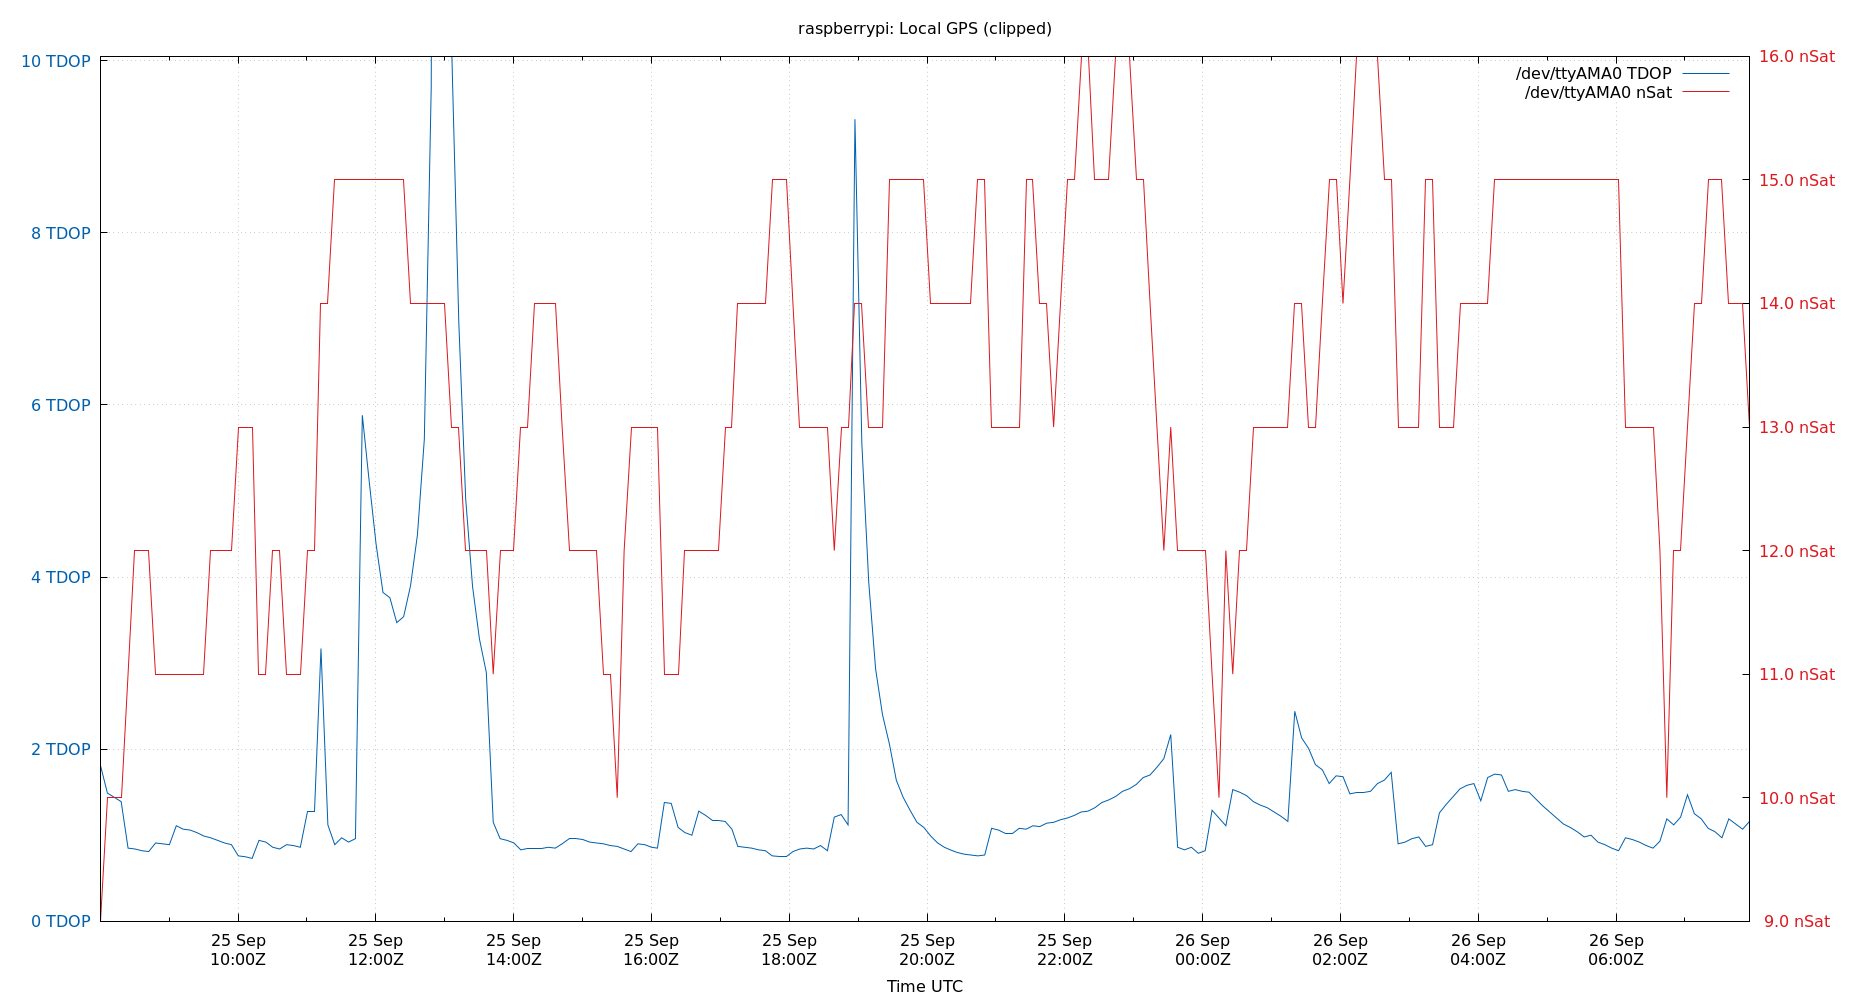 raspberrypi: Local GPS (clipped)
10 TDOP
8 TDOP
6 TDOP
4 TDOP
2 TDOP
0 TDOP
16.0 nSat
15.0 nSat
14.0 nSat
13.0 nSat
12.0 nSat
11.0 nSat
10.0 nSat
9.0 nSat
/dev/ttyAMA0 TDOP
/dev/ttyAMA0 nSat
25 Sep
10:00Z
25 Sep
12:00Z
25 Sep
14:00Z
25 Sep
16:00Z
25 Sep
18:00Z
25 Sep
20:00Z
25 Sep
22:00Z
26 Sep
00:00Z
26 Sep
02:00Z
26 Sep
04:00Z
26 Sep
06:00Z
Time UTC